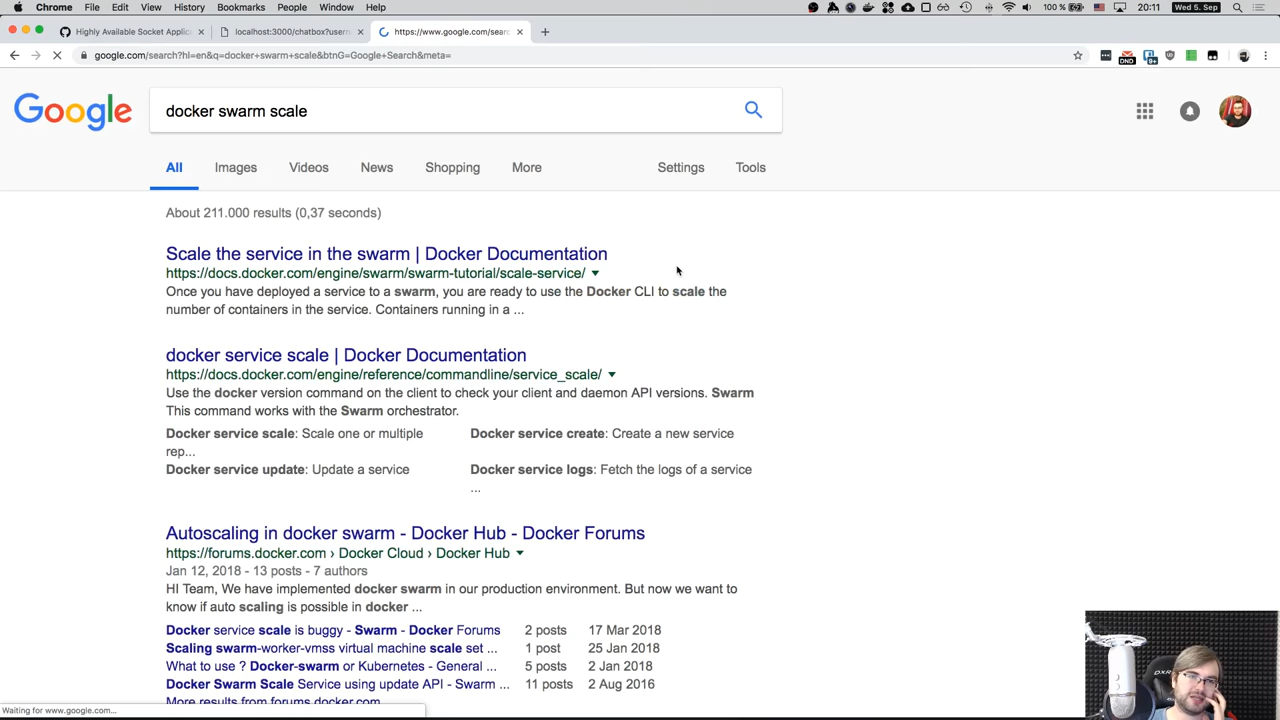 Chrome File Edit View History Bookmarks People Window Help 100 % 20:11 Wed 5. Sep
Highly Available Socket Applic × localhost:3000/chatbox?usern × https://www.google.com/sear ×
google.com/search?hl=en&q=docker+swarm+scale&btnG=Google+Search&meta= DND 9+
Google docker swarm scale
All Images Videos News Shopping More Settings Tools
About 211.000 results (0,37 seconds)
Scale the service in the swarm | Docker Documentation
https://docs.docker.com/engine/swarm/swarm-tutorial/scale-service/
Once you have deployed a service to a swarm, you are ready to use the Docker CLI to scale the
number of containers in the service. Containers running in a ...
docker service scale | Docker Documentation
https://docs.docker.com/engine/reference/commandline/service_scale/
Use the docker version command on the client to check your client and daemon API versions. Swarm
This command works with the Swarm orchestrator.
Docker service scale: Scale one or multiple Docker service create: Create a new service
rep...
Docker service update: Update a service Docker service logs: Fetch the logs of a service
...
Autoscaling in docker swarm - Docker Hub - Docker Forums
https://forums.docker.com › Docker Cloud › Docker Hub
Jan 12, 2018 - 13 posts - 7 authors
HI Team, We have implemented docker swarm in our production environment. But now we want to
know if auto scaling is possible in docker ...
Docker service scale is buggy - Swarm - Docker Forums 2 posts 17 Mar 2018
Scaling swarm-worker-vmss virtual machine scale set ... 1 post 25 Jan 2018
What to use ? Docker-swarm or Kubernetes - General ... 5 posts 2 Jan 2018
Docker Swarm Scale Service using update API - Swarm ... 11 posts 2 Aug 2016
More results from forums.docker.com
Waiting for www.google.com...
DXR